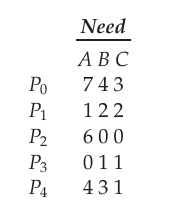 Need
A B C
P0 7 4 3
P1 1 2 2
P2 6 0 0
P3 0 1 1
P4 4 3 1